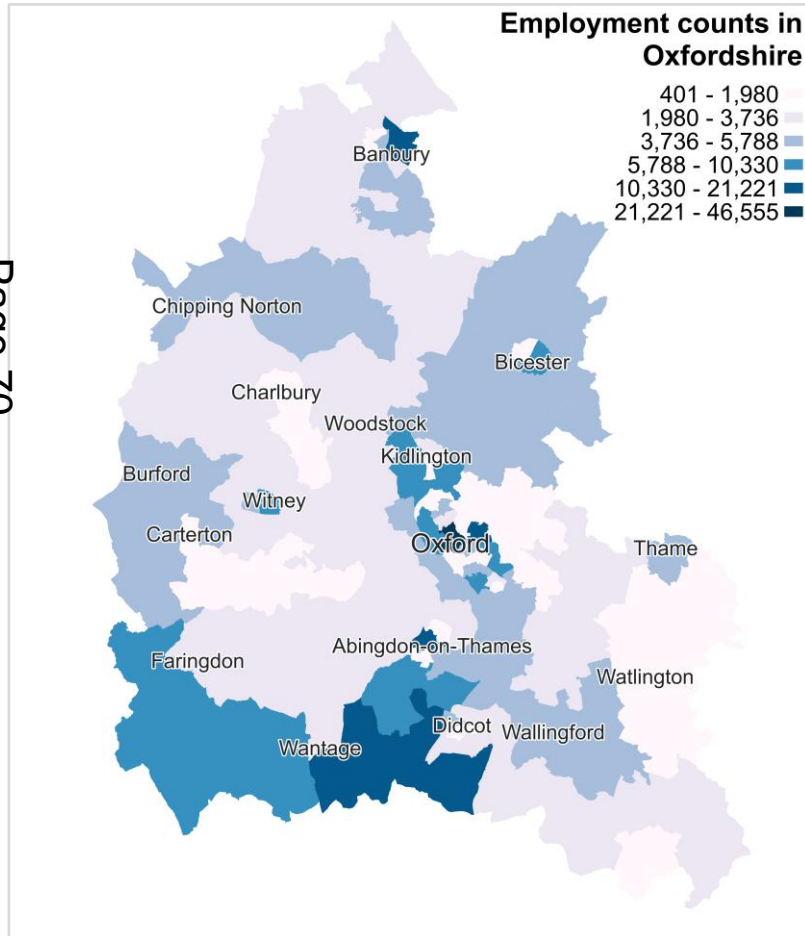 Employment counts in
Oxfordshire
401 - 1,980
1,980 - 3,736
3,736 - 5,788
5,788 - 10,330
10,330 - 21,221
21,221 - 46,555
Banbury
Chipping Norton
Bicester
Charlbury
Woodstock
Kidlington
Burford
Witney
Carterton
Oxford
Thame
Abingdon-on-Thames
Faringdon
Watlington
Didcot
Wallingford
Wantage
Page 70